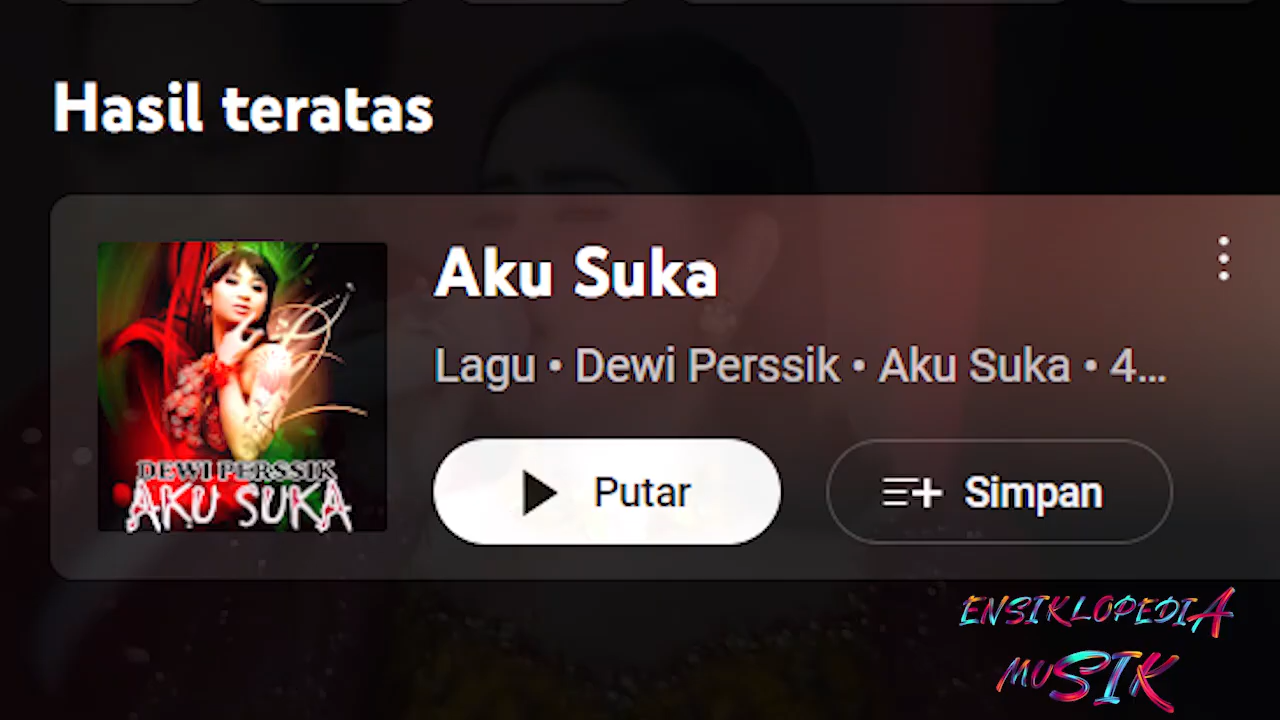 Hasil teratas
Aku Suka
Lagu • Dewi Perssik • Aku Suka • 4...
DEWI PERSSIK
AKU SUKA
Putar
Simpan
ENSIKLOPEDIA
MUSIK